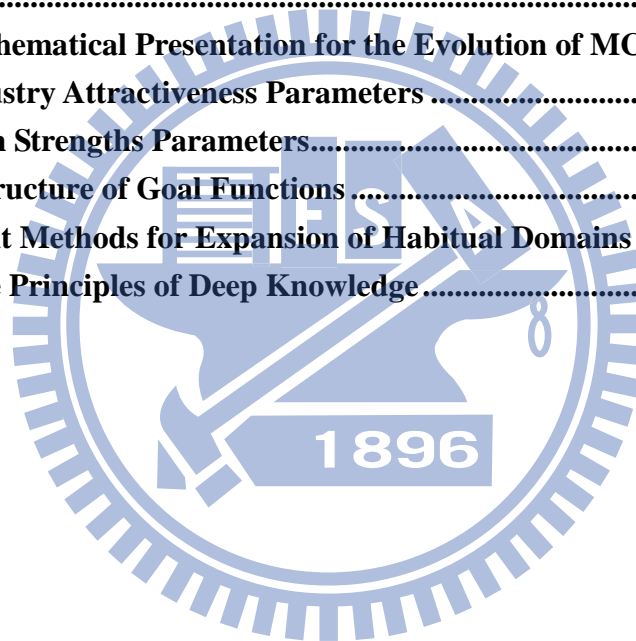 ...........................................................................
hematical Presentation for the Evolution of MC
ustry Attractiveness Parameters ........................
n Strengths Parameters.......................................
ructure of Goal Functions ..................................
t Methods for Expansion of Habitual Domains
e Principles of Deep Knowledge.........................
E S A
1896